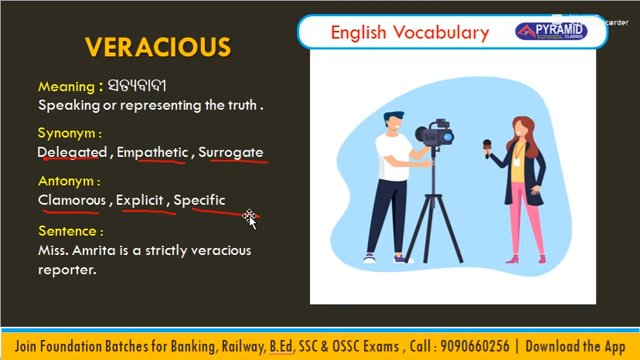 English Vocabulary
PYRAMID
CLASSES
VERACIOUS
Meaning : ସତ୍ୟବାଦୀ
Speaking or representing the truth .
Synonym :
Delegated , Empathetic , Surrogate
Antonym :
Clamorous , Explicit , Specific
Sentence :
Miss. Amrita is a strictly veracious
reporter.
Join Foundation Batches for Banking, Railway, B.Ed, SSC & OSSC Exams , Call : 9090660256 | Download the App